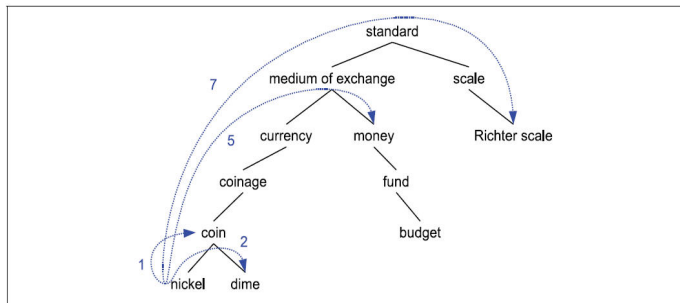 standard
7
medium of exchange scale
5 currency money Richter scale
coinage fund
coin 2 budget
1
nickel dime